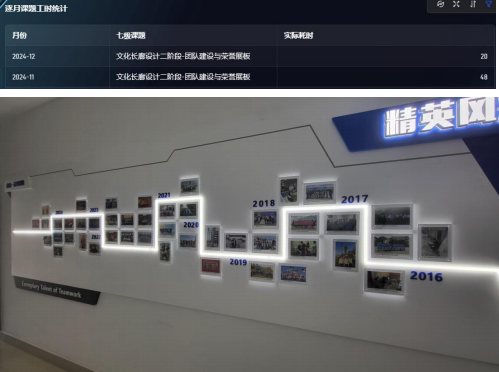 逐月课题工时统计
月份 七级课题 实际耗时
2024-12 文化长廊设计二阶段-团队建设与荣誉展板 20
2024-11 文化长廊设计二阶段-团队建设与荣誉展板 48
精英风
2021
2018
2017
2020
2019
2016
Exemplary Talent of Teamwork